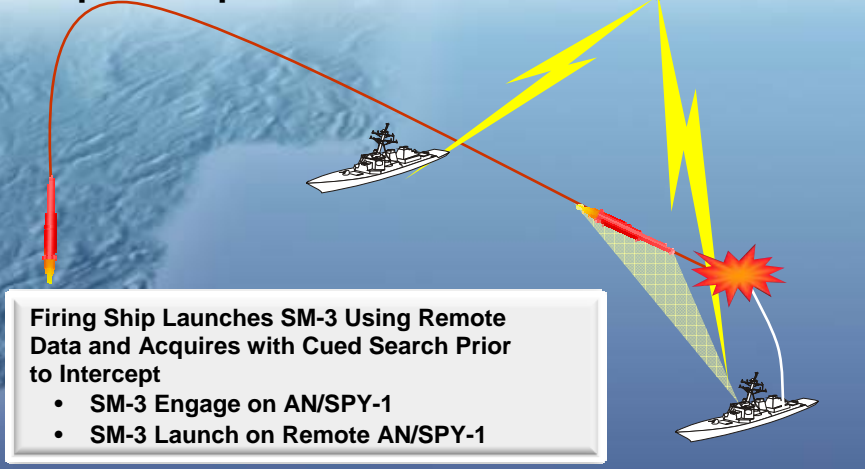 Firing Ship Launches SM-3 Using Remote
Data and Acquires with Cued Search Prior
to Intercept
• SM-3 Engage on AN/SPY-1
• SM-3 Launch on Remote AN/SPY-1